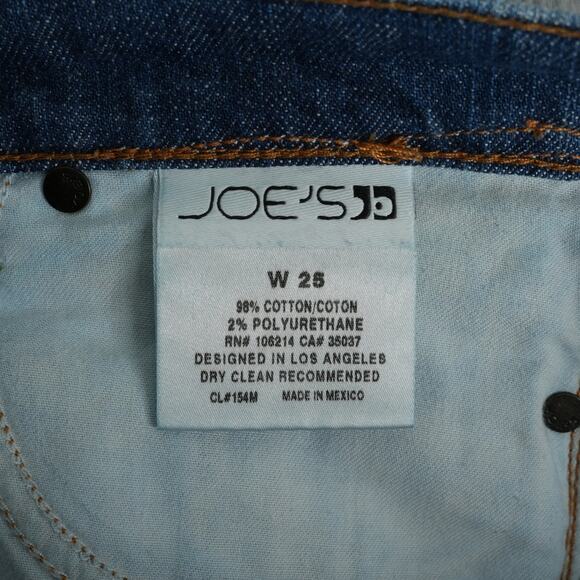 JOE'S
W 25
98% COTTON/COTON
2% POLYURETHANE
RN# 106214 CA# 35037
DESIGNED IN LOS ANGELES
DRY CLEAN RECOMMENDED
CL#154M MADE IN MEXICO